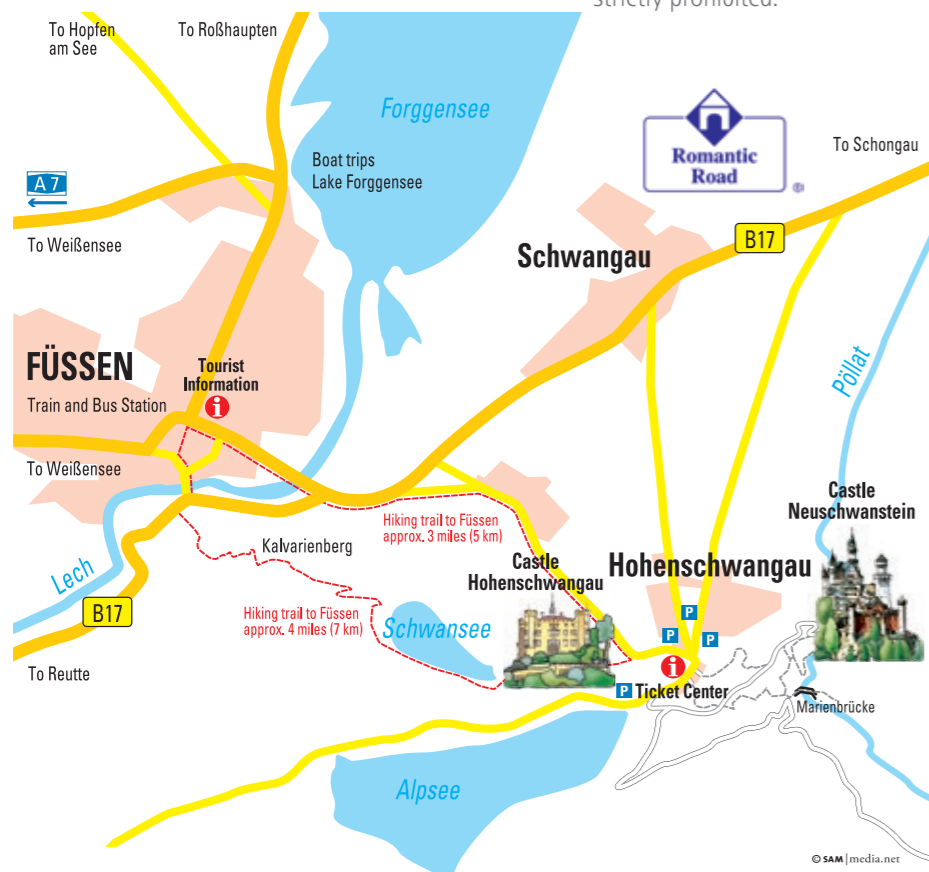 strictly prohibited.
To Hopfen
am See
To Roßhaupten
Forggensee
Romantic
Road
®
To Schongau
A 7
Boat trips
Lake Forggensee
To Weißensee
B17
Schwangau
Pöllat
FÜSSEN
Tourist
Information
i
Train and Bus Station
To Weißensee
Castle
Neuschwanstein
Hiking trail to Füssen
approx. 3 miles (5 km)
Kalvarienberg
Castle
Hohenschwangau
Hohenschwangau
Lech
B17
Hiking trail to Füssen
approx. 4 miles (7 km)
Schwansee
P
P
P
i
To Reutte
P
Ticket Center
Marienbrücke
Alpsee
© SAM|media.net